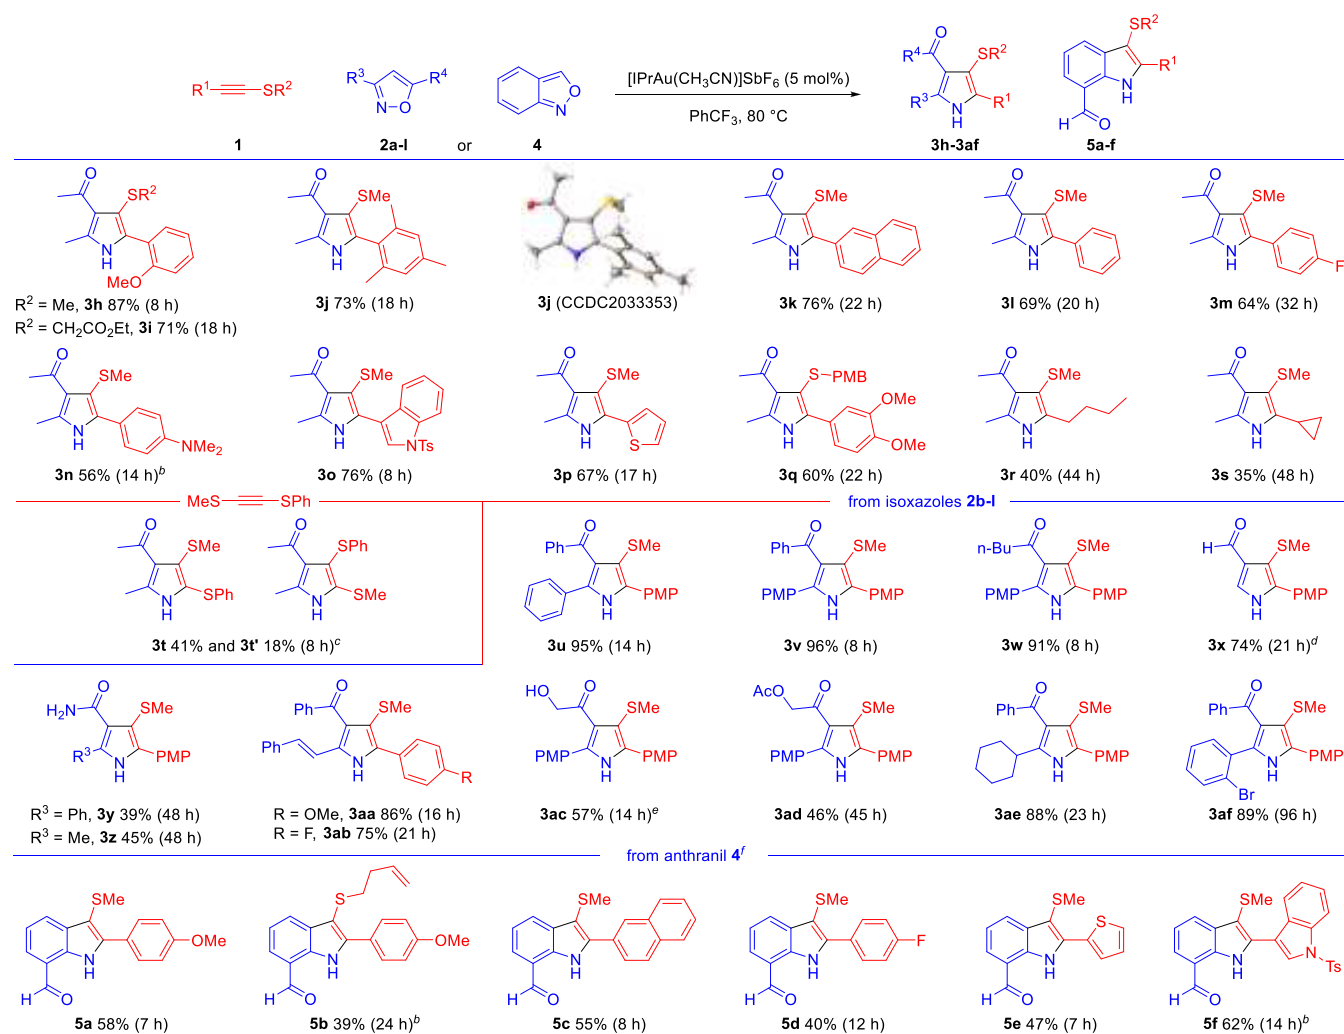 R¹ SR² R³ R⁴ N O O N [IPrAu(CH₃CN)]SbF₆ (5 mol%) PhCF₃, 80 °C O R⁴ SR² R³ N H R¹ SR² R¹ N H H O
1 2a-l or 4 3h-3af 5a-f
O SR² N H MeO O SMe N H O SMe N H O SMe N H O SMe N H F
R² = Me, 3h 87% (8 h)
R² = CH₂CO₂Et, 3i 71% (18 h)
3j 73% (18 h) 3j (CCDC2033353) 3k 76% (22 h) 3l 69% (20 h) 3m 64% (32 h)
O SMe N H NMe₂ O SMe N H N Ts O SMe N H S O S PMB N H OMe OMe O SMe N H O SMe N H
3n 56% (14 h)ᵇ 3o 76% (8 h) 3p 67% (17 h) 3q 60% (22 h) 3r 40% (44 h) 3s 35% (48 h)
MeS SPh from isoxazoles 2b-l
O SMe N H SPh O SPh N H SMe Ph O SMe N H PMP Ph O SMe PMP N H PMP n-Bu O SMe PMP N H PMP H O SMe N H PMP
3t 41% and 3t' 18% (8 h)ᶜ 3u 95% (14 h) 3v 96% (8 h) 3w 91% (8 h) 3x 74% (21 h)ᵈ
H₂N O SMe R³ N H PMP Ph O SMe Ph N H R HO O SMe PMP N H PMP AcO O SMe PMP N H PMP Ph O SMe N H PMP Ph O SMe N H PMP Br
R³ = Ph, 3y 39% (48 h)
R³ = Me, 3z 45% (48 h)
R = OMe, 3aa 86% (16 h)
R = F, 3ab 75% (21 h)
3ac 57% (14 h)ᵉ 3ad 46% (45 h) 3ae 88% (23 h) 3af 89% (96 h)
from anthranil 4ᶠ
SMe OMe N H H O S OMe N H H O SMe N H H O SMe F N H H O SMe S N H H O SMe N Ts N H H O
5a 58% (7 h) 5b 39% (24 h)ᵇ 5c 55% (8 h) 5d 40% (12 h) 5e 47% (7 h) 5f 62% (14 h)ᵇ